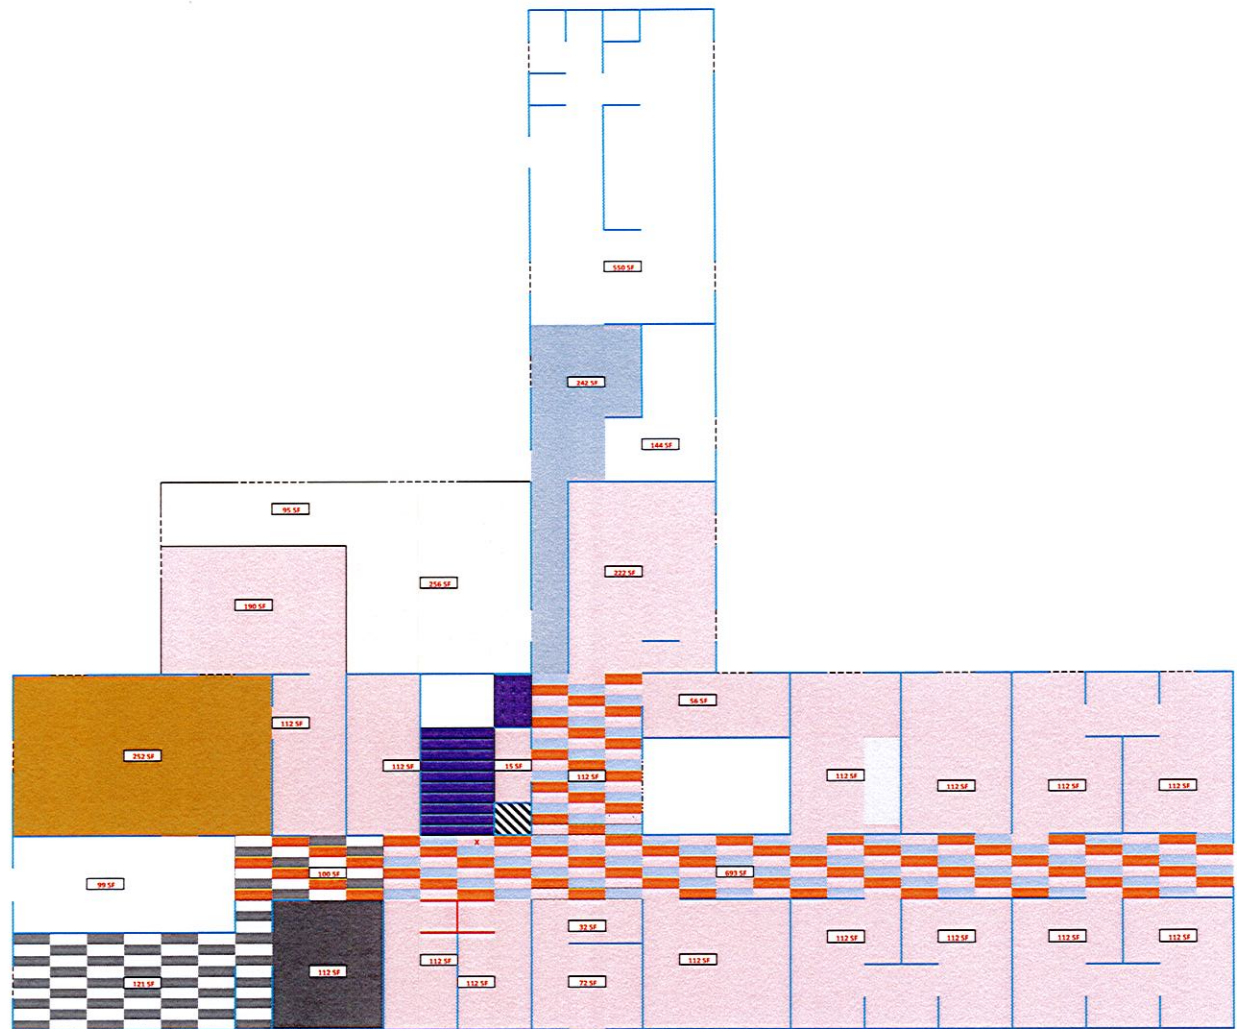 550 SF
242 SF
144 SF
95 SF
222 SF
256 SF
190 SF
56 SF
112 SF
252 SF
112 SF
15 SF
112 SF
112 SF
112 SF
112 SF
112 SF
X
100 SF
693 SF
99 SF
32 SF
112 SF
112 SF
112 SF
112 SF
112 SF
112 SF
112 SF
121 SF
112 SF
72 SF